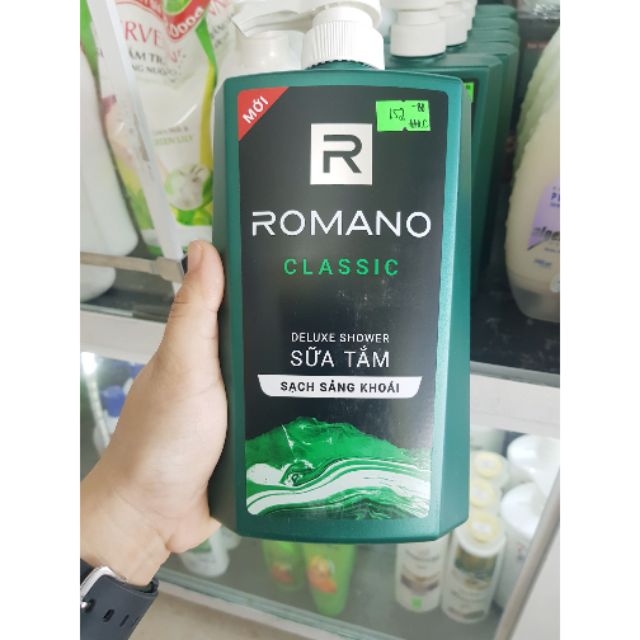 MỚI
R
ROMANO
CLASSIC
DELUXE SHOWER
SỮA TẮM
SẠCH SẢNG KHOÁI